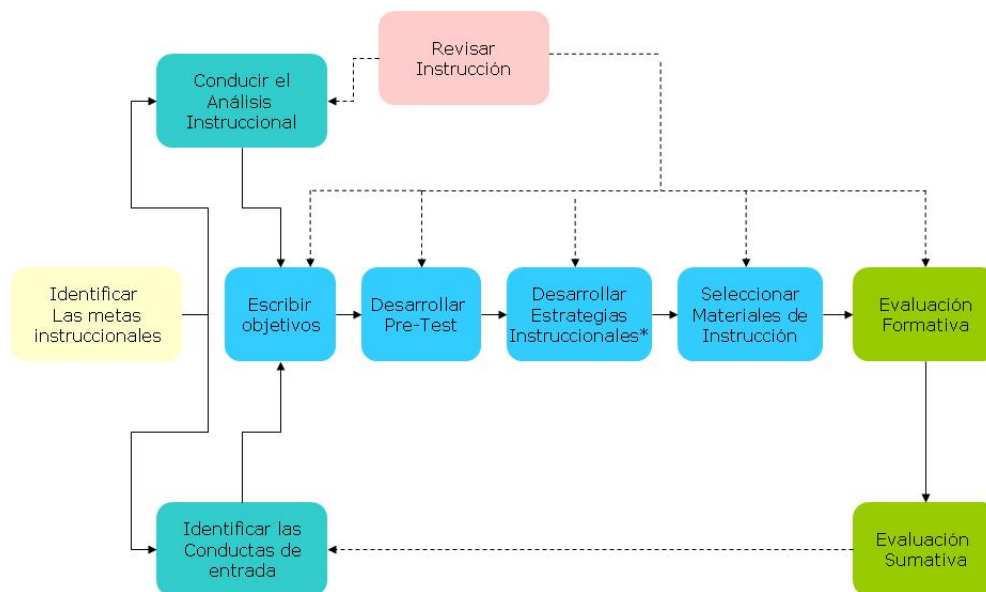 Revisar
Instrucción
Conducir el
Análisis
Instruccional
Identificar
Las metas
instruccionales
Escribir
objetivos
Desarrollar
Pre-Test
Desarrollar
Estrategias
Instruccionales*
Seleccionar
Materiales de
Instrucción
Evaluación
Formativa
Identificar las
Conductas de
entrada
Evaluación
Sumativa